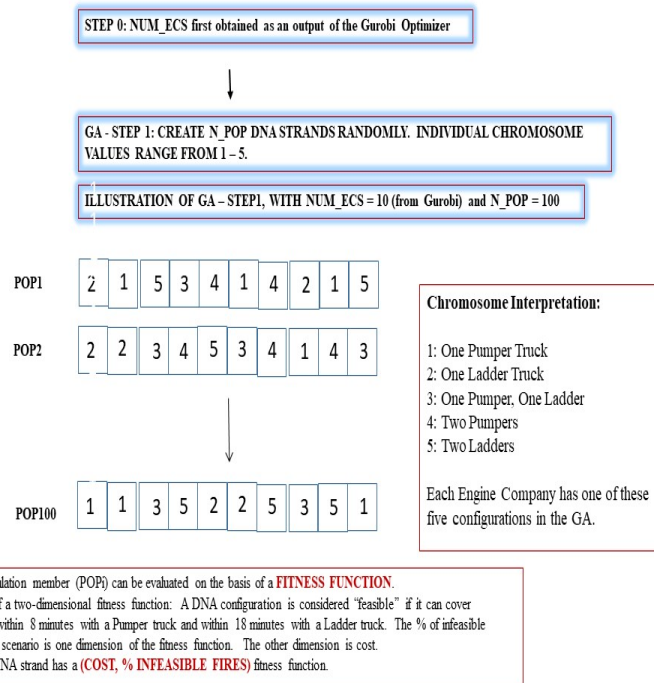 STEP 0: NUM_ECS first obtained as an output of the Gurobi Optimizer
GA - STEP 1: CREATE N_POP DNA STRANDS RANDOMLY. INDIVIDUAL CHROMOSOME
VALUES RANGE FROM 1 – 5.
ILLUSTRATION OF GA – STEP1, WITH NUM_ECS = 10 (from Gurobi) and N_POP = 100
POP1 2 1 5 3 4 1 4 2 1 5
POP2 2 2 3 4 5 3 4 1 4 3
POP100 1 1 3 5 2 2 5 3 5 1
Chromosome Interpretation:
1: One Pumper Truck
2: One Ladder Truck
3: One Pumper, One Ladder
4: Two Pumpers
5: Two Ladders
Each Engine Company has one of these
five configurations in the GA.
lation member (POPi) can be evaluated on the basis of a FITNESS FUNCTION.
f a two-dimensional fitness function: A DNA configuration is considered “feasible” if it can cover
within 8 minutes with a Pumper truck and within 18 minutes with a Ladder truck. The % of infeasible
scenario is one dimension of the fitness function. The other dimension is cost.
NA strand has a (COST, % INFEASIBLE FIRES) fitness function.